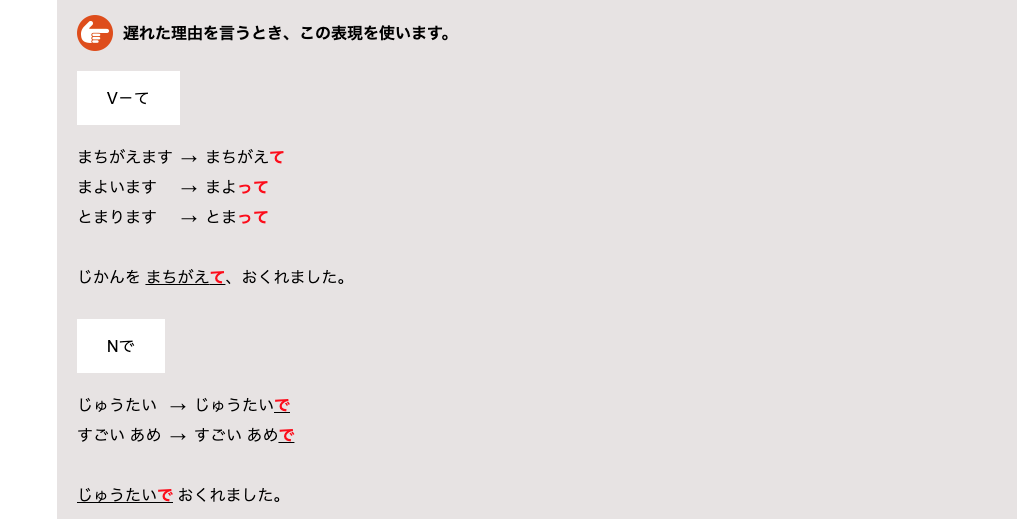 遅れた理由を言うとき、この表現を使います。
V－て
まちがえます → まちがえて
まよいます → まよって
とまります → とまって
じかんを まちがえて、おくれました。
Nで
じゅうたい → じゅうたいで
すごい あめ → すごい あめで
じゅうたいで おくれました。